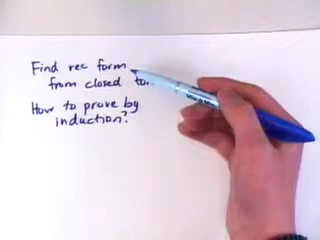 Find rec form
from closed
How to prove by
induction?